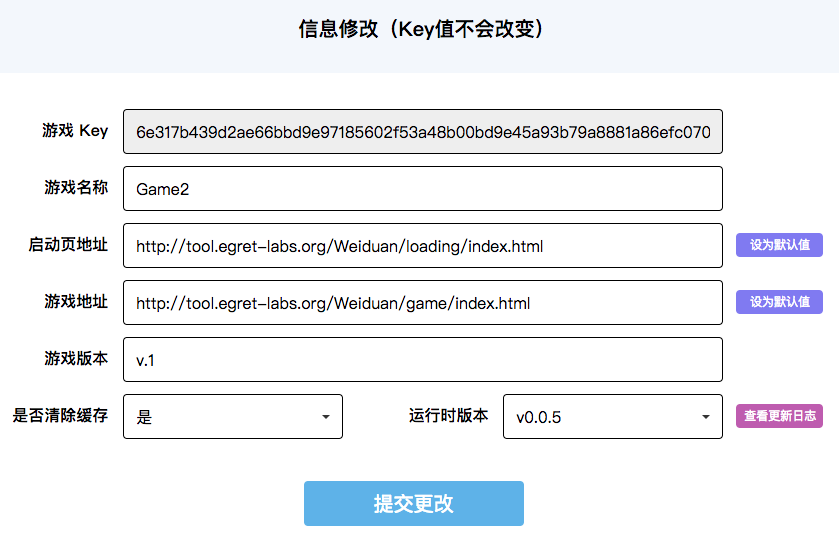 信息修改（Key值不会改变）
游戏 Key 6e317b439d2ae66bbd9e97185602f53a48b00bd9e45a93b79a8881a86efc070
游戏名称 Game2
启动页地址 http://tool.egret-labs.org/Weiduan/loading/index.html 设为默认值
游戏地址 http://tool.egret-labs.org/Weiduan/game/index.html 设为默认值
游戏版本 v.1
是否清除缓存 是 运行时版本 v0.0.5 查看更新日志
提交更改